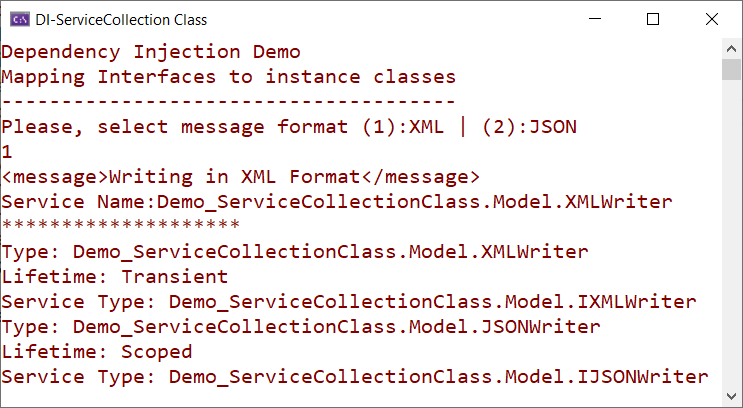 DI-ServiceCollection Class
Dependency Injection Demo
Mapping Interfaces to instance classes
--------------------------------------
Please, select message format (1):XML | (2):JSON
1
<message>Writing in XML Format</message>
Service Name:Demo_ServiceCollectionClass.Model.XMLWriter
********************
Type: Demo_ServiceCollectionClass.Model.XMLWriter
Lifetime: Transient
Service Type: Demo_ServiceCollectionClass.Model.IXMLWriter
Type: Demo_ServiceCollectionClass.Model.JSONWriter
Lifetime: Scoped
Service Type: Demo_ServiceCollectionClass.Model.IJSONWriter